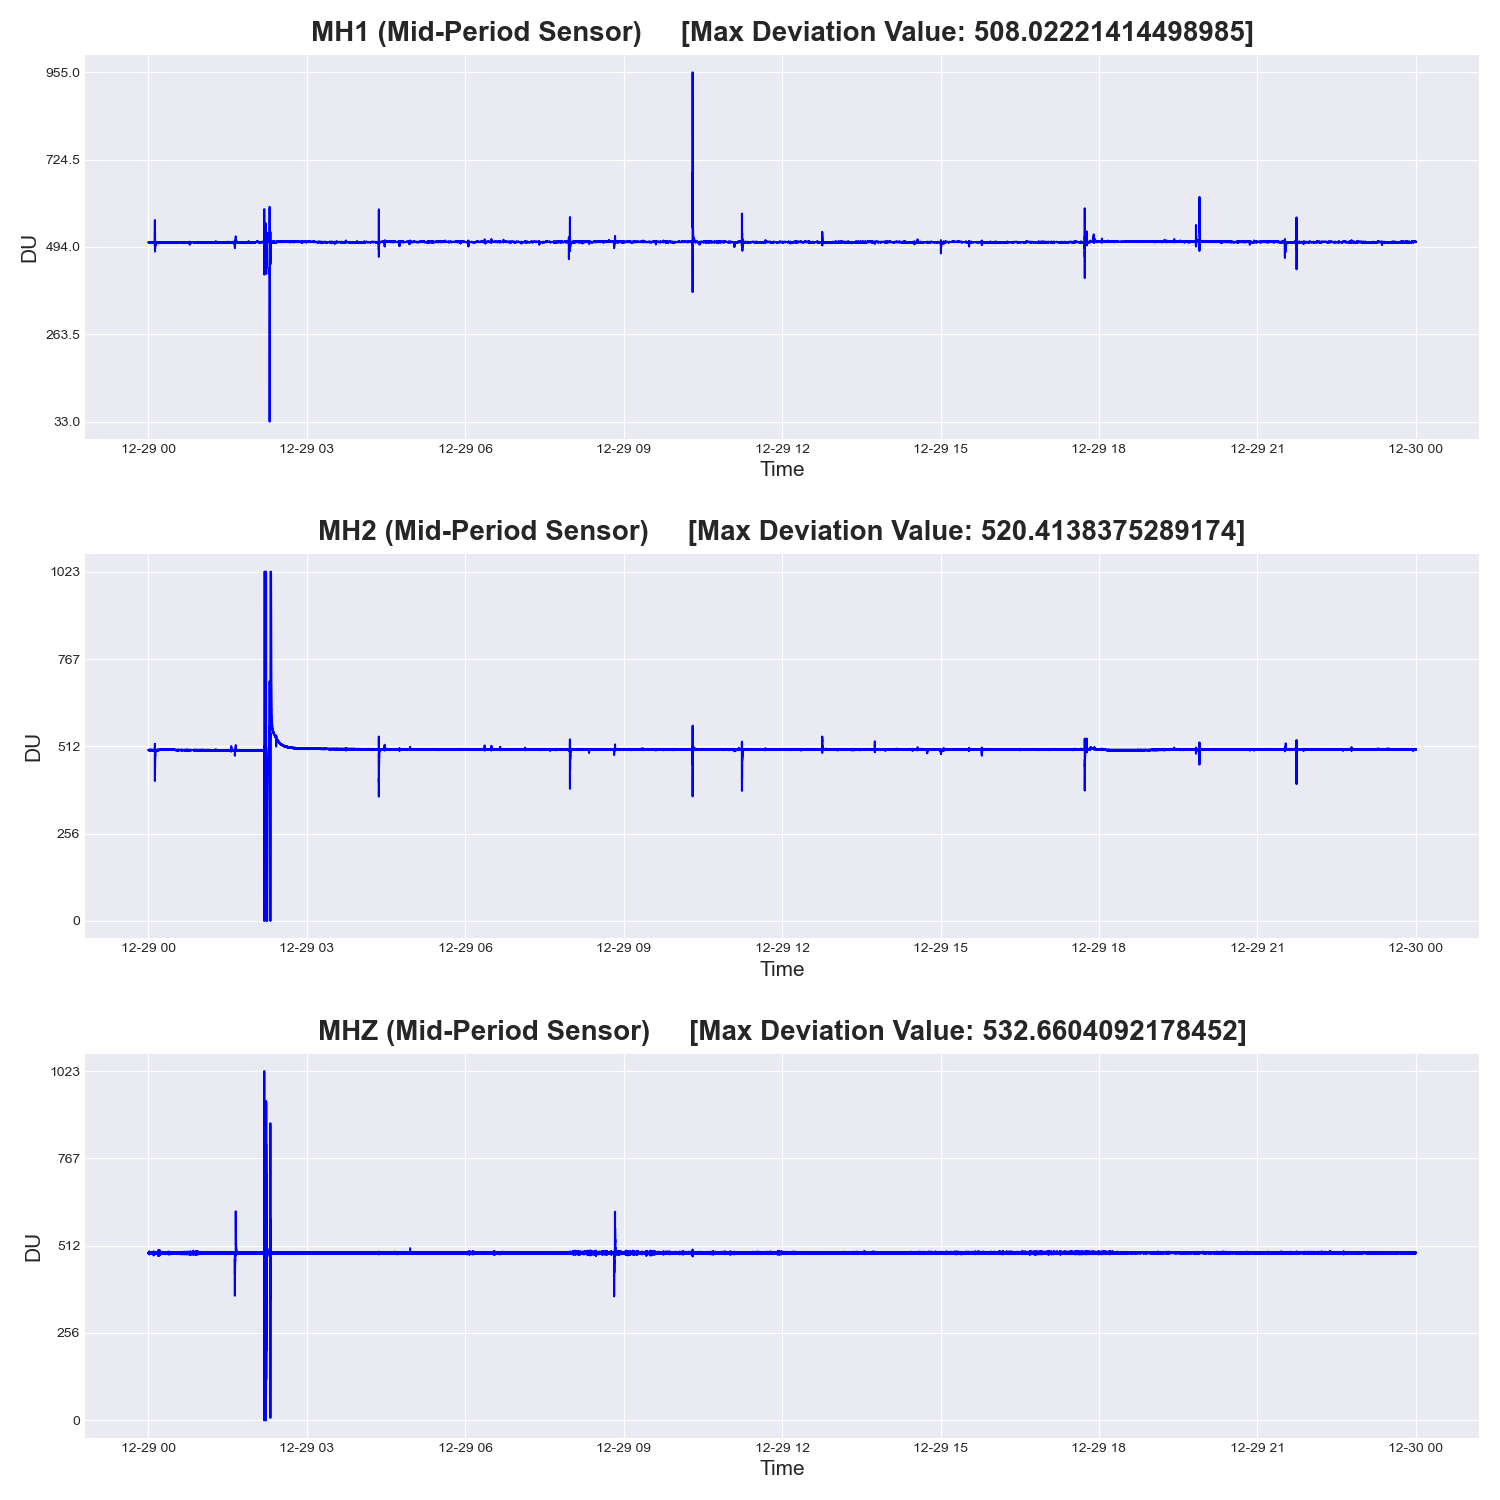 MH1 (Mid-Period Sensor) [Max Deviation Value: 508.02221414498985]
955.0
724.5
494.0
263.5
33.0
DU
12-29 00 12-29 03 12-29 06 12-29 09 12-29 12 12-29 15 12-29 18 12-29 21 12-30 00
Time
MH2 (Mid-Period Sensor) [Max Deviation Value: 520.4138375289174]
1023
767
512
256
0
DU
12-29 00 12-29 03 12-29 06 12-29 09 12-29 12 12-29 15 12-29 18 12-29 21 12-30 00
Time
MHZ (Mid-Period Sensor) [Max Deviation Value: 532.6604092178452]
1023
767
512
256
0
DU
12-29 00 12-29 03 12-29 06 12-29 09 12-29 12 12-29 15 12-29 18 12-29 21 12-30 00
Time